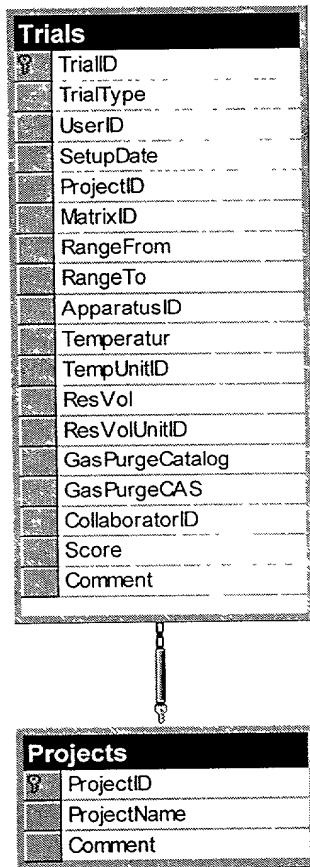 Trials
TrialID
TrialType
UserID
SetupDate
ProjectID
MatrixID
RangeFrom
RangeTo
ApparatusID
Temperatur
TempUnitID
ResVol
ResVolUnitID
GasPurgeCatalog
GasPurgeCAS
CollaboratorID
Score
Comment
Projects
ProjectID
ProjectName
Comment